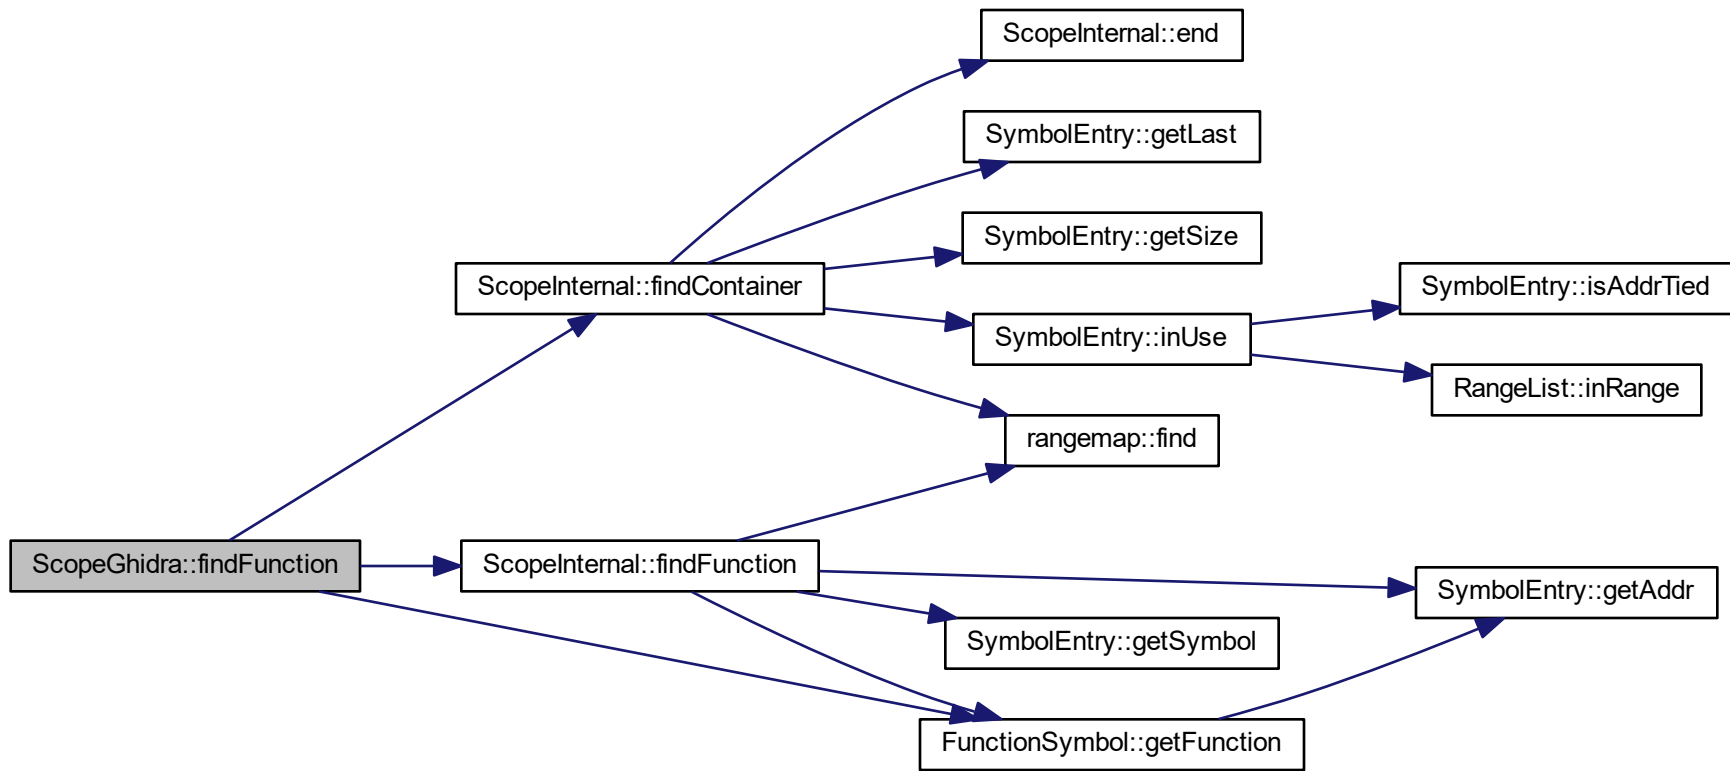 ScopeInternal::end
SymbolEntry::getLast
SymbolEntry::getSize
ScopeInternal::findContainer
SymbolEntry::isAddrTied
SymbolEntry::inUse
RangeList::inRange
rangemap::find
ScopeGhidra::findFunction
ScopeInternal::findFunction
SymbolEntry::getAddr
SymbolEntry::getSymbol
FunctionSymbol::getFunction